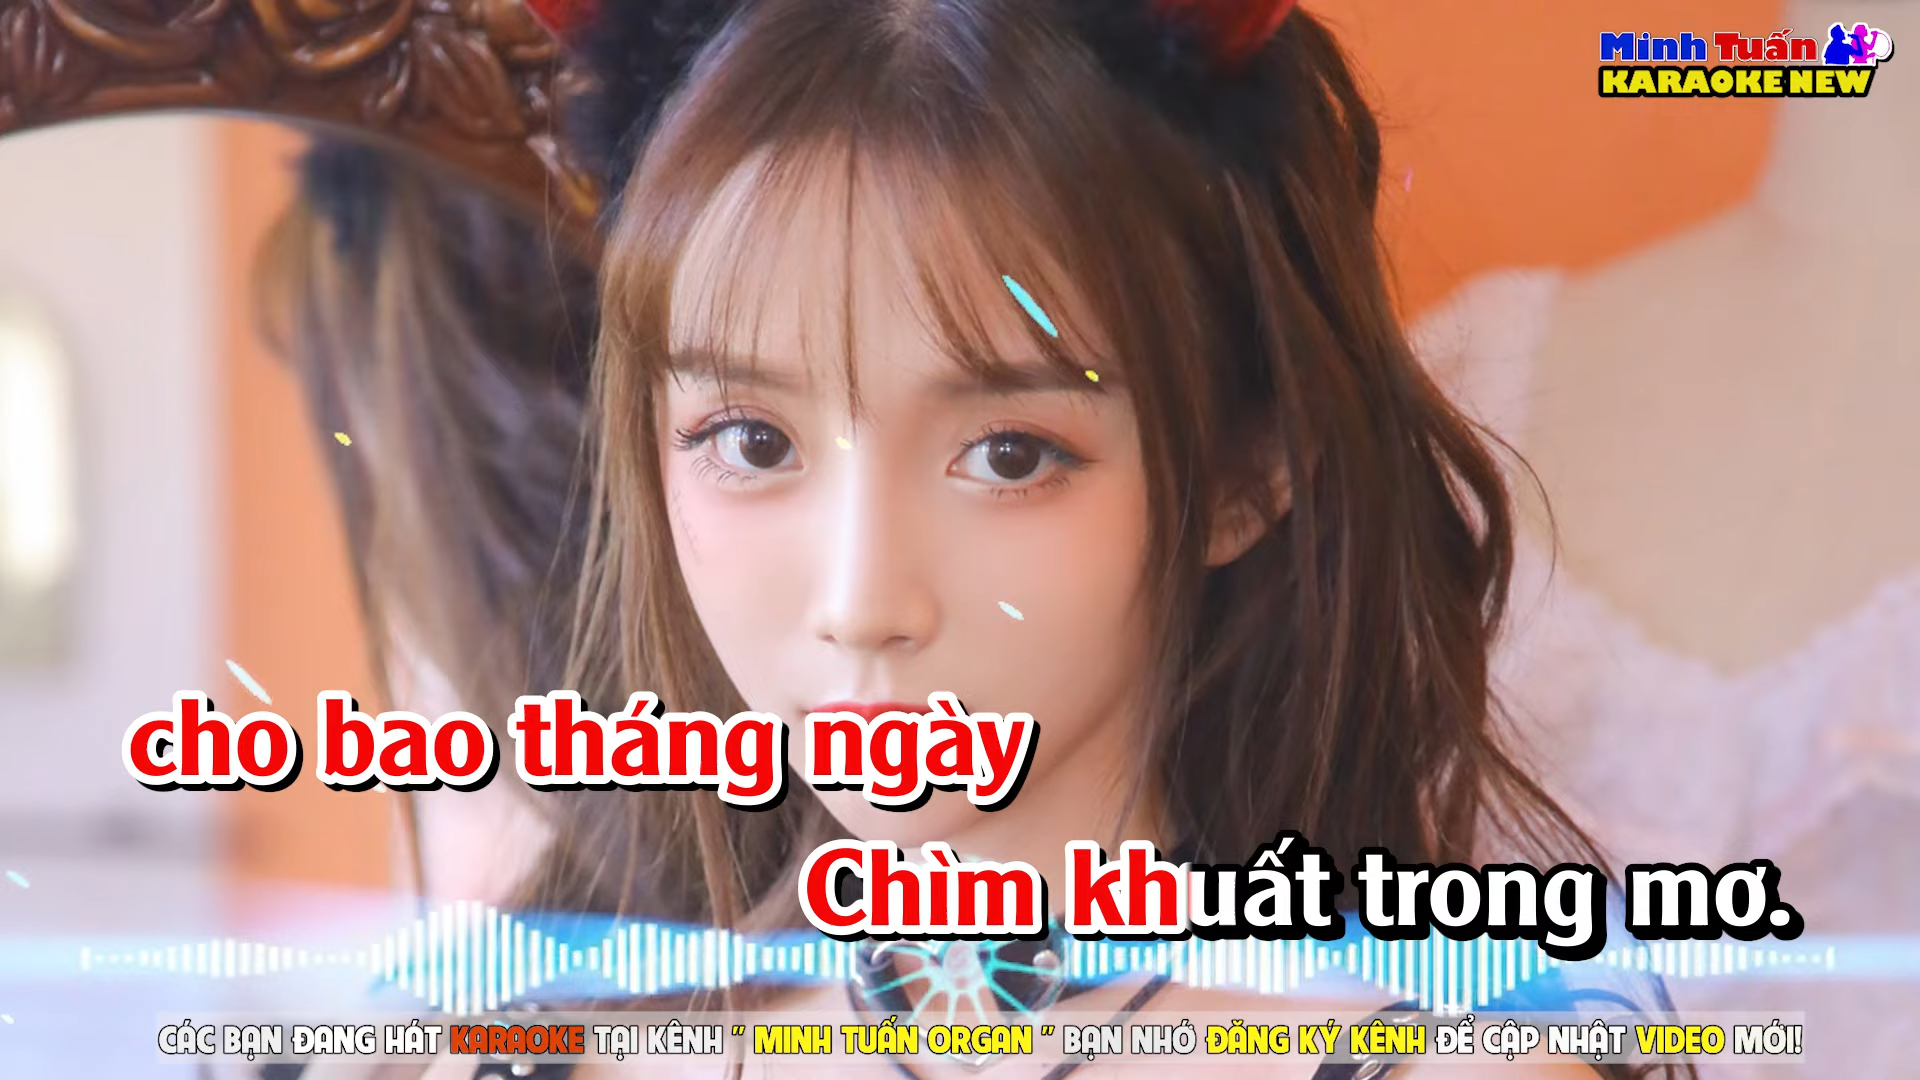 Minh Tuấn
KARAOKE NEW
cho bao tháng ngày
Chìm khuất trong mơ.
CÁC BẠN ĐANG HÁT KARAOKE TẠI KÊNH " MINH TUẤN ORGAN " BẠN NHỚ ĐĂNG KÝ KÊNH ĐỂ CẬP NHẬT VIDEO MỚI!